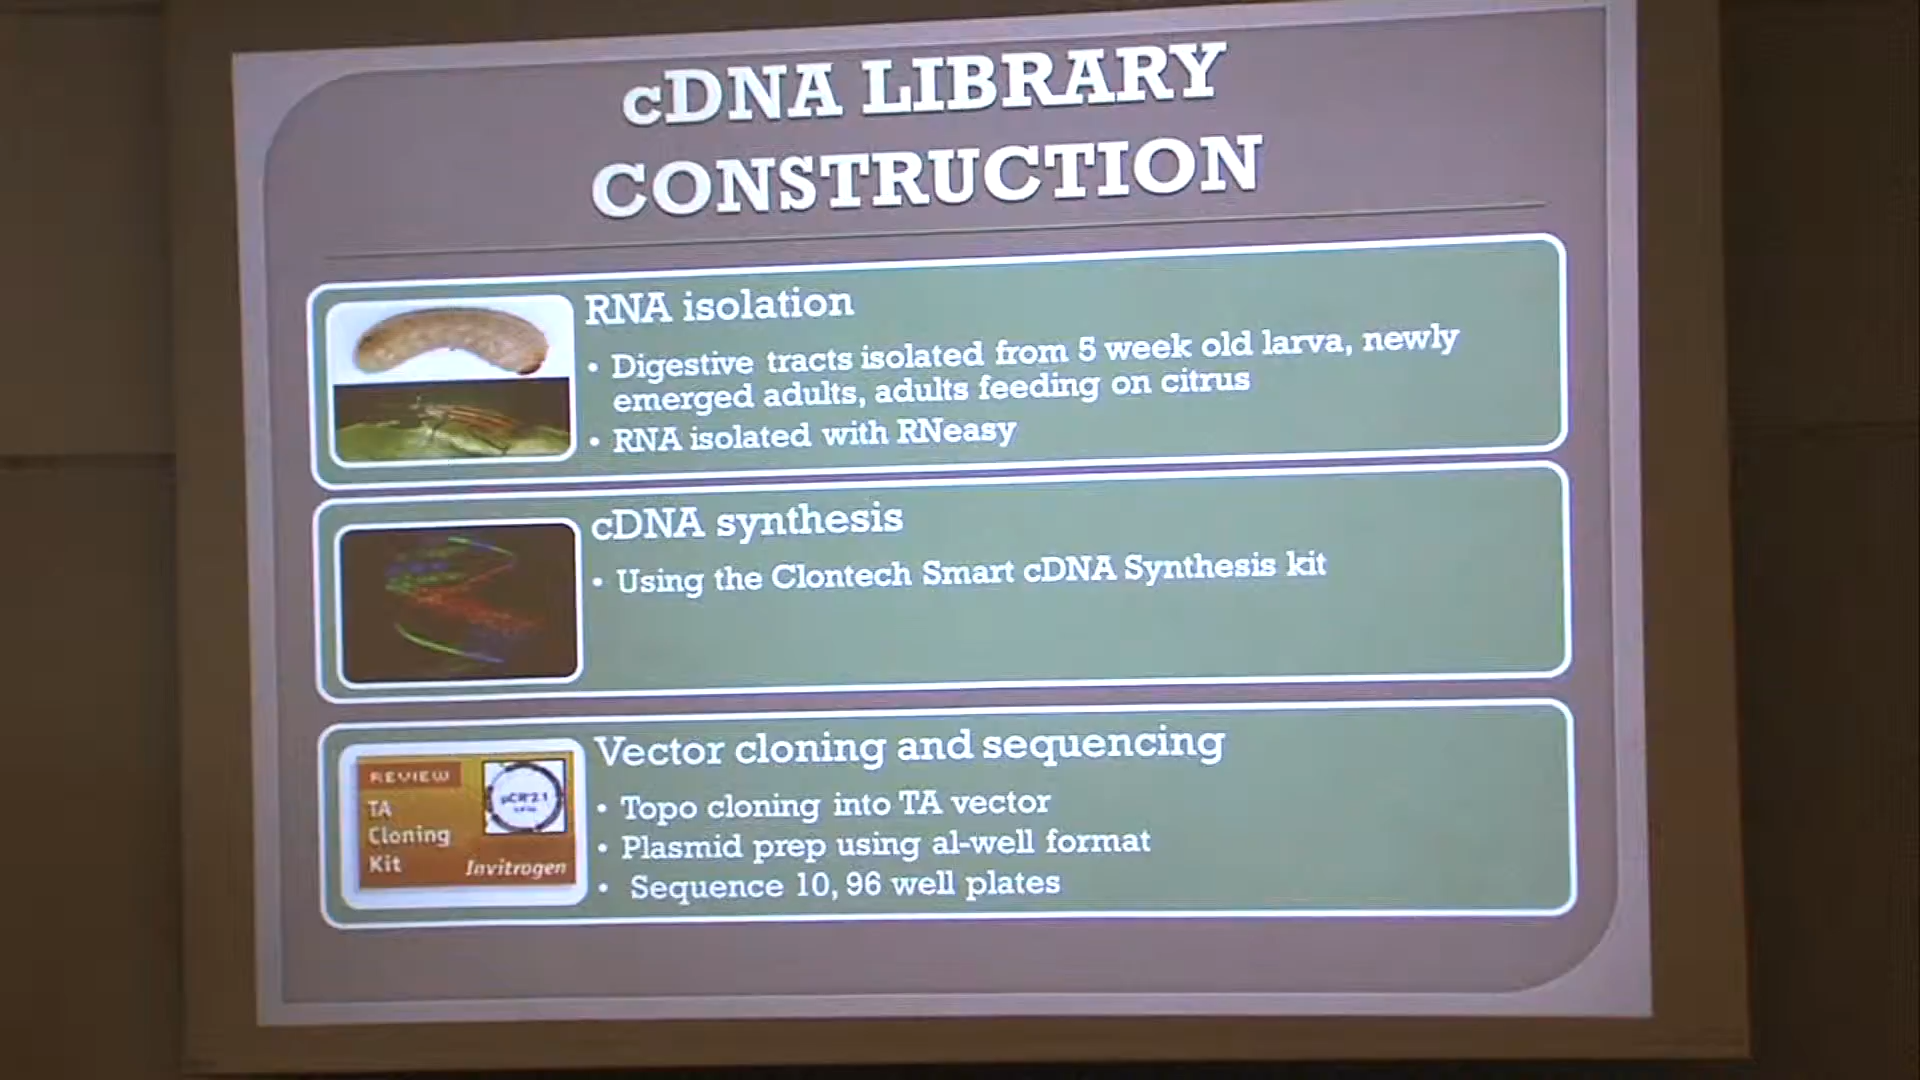 cDNA LIBRARY
CONSTRUCTION
RNA isolation
• Digestive tracts isolated from 5 week old larva, newly
emerged adults, adults feeding on citrus
• RNA isolated with RNeasy
cDNA synthesis
• Using the Clontech Smart cDNA Synthesis kit
REVIEW
TA
Cloning
Kit
Invitrogen
pCR2.1
Vector cloning and sequencing
• Topo cloning into TA vector
• Plasmid prep using al-well format
• Sequence 10, 96 well plates